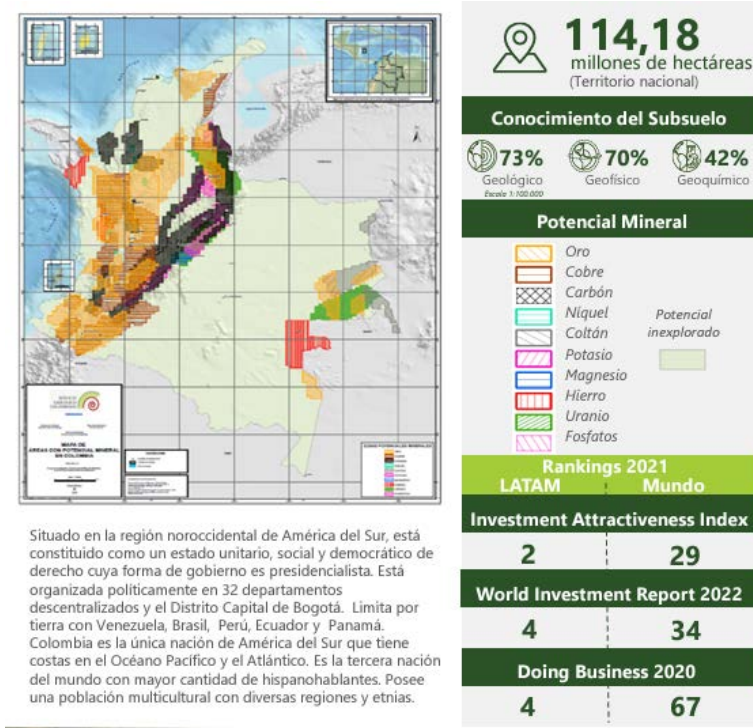 114,18
millones de hectáreas
(Territorio nacional)
Conocimiento del Subsuelo
73%
Geológico
Escala 1:100.000
70%
Geofísico
42%
Geoquímico
Potencial Mineral
Oro
Cobre
Carbón
Níquel
Coltán
Potasio
Magnesio
Hierro
Uranio
Fosfatos
Potencial
inexplorado
Rankings 2021
LATAM Mundo
Investment Attractiveness Index
2 29
World Investment Report 2022
4 34
Doing Business 2020
4 67
MAPA DE
ÁREAS CON POTENCIAL MINERAL
EN COLOMBIA
Situado en la región noroccidental de América del Sur, está
constituido como un estado unitario, social y democrático de
derecho cuya forma de gobierno es presidencialista. Está
organizada políticamente en 32 departamentos
descentralizados y el Distrito Capital de Bogotá. Limita por
tierra con Venezuela, Brasil, Perú, Ecuador y Panamá.
Colombia es la única nación de América del Sur que tiene
costas en el Océano Pacífico y el Atlántico. Es la tercera nación
del mundo con mayor cantidad de hispanohablantes. Posee
una población multicultural con diversas regiones y etnias.